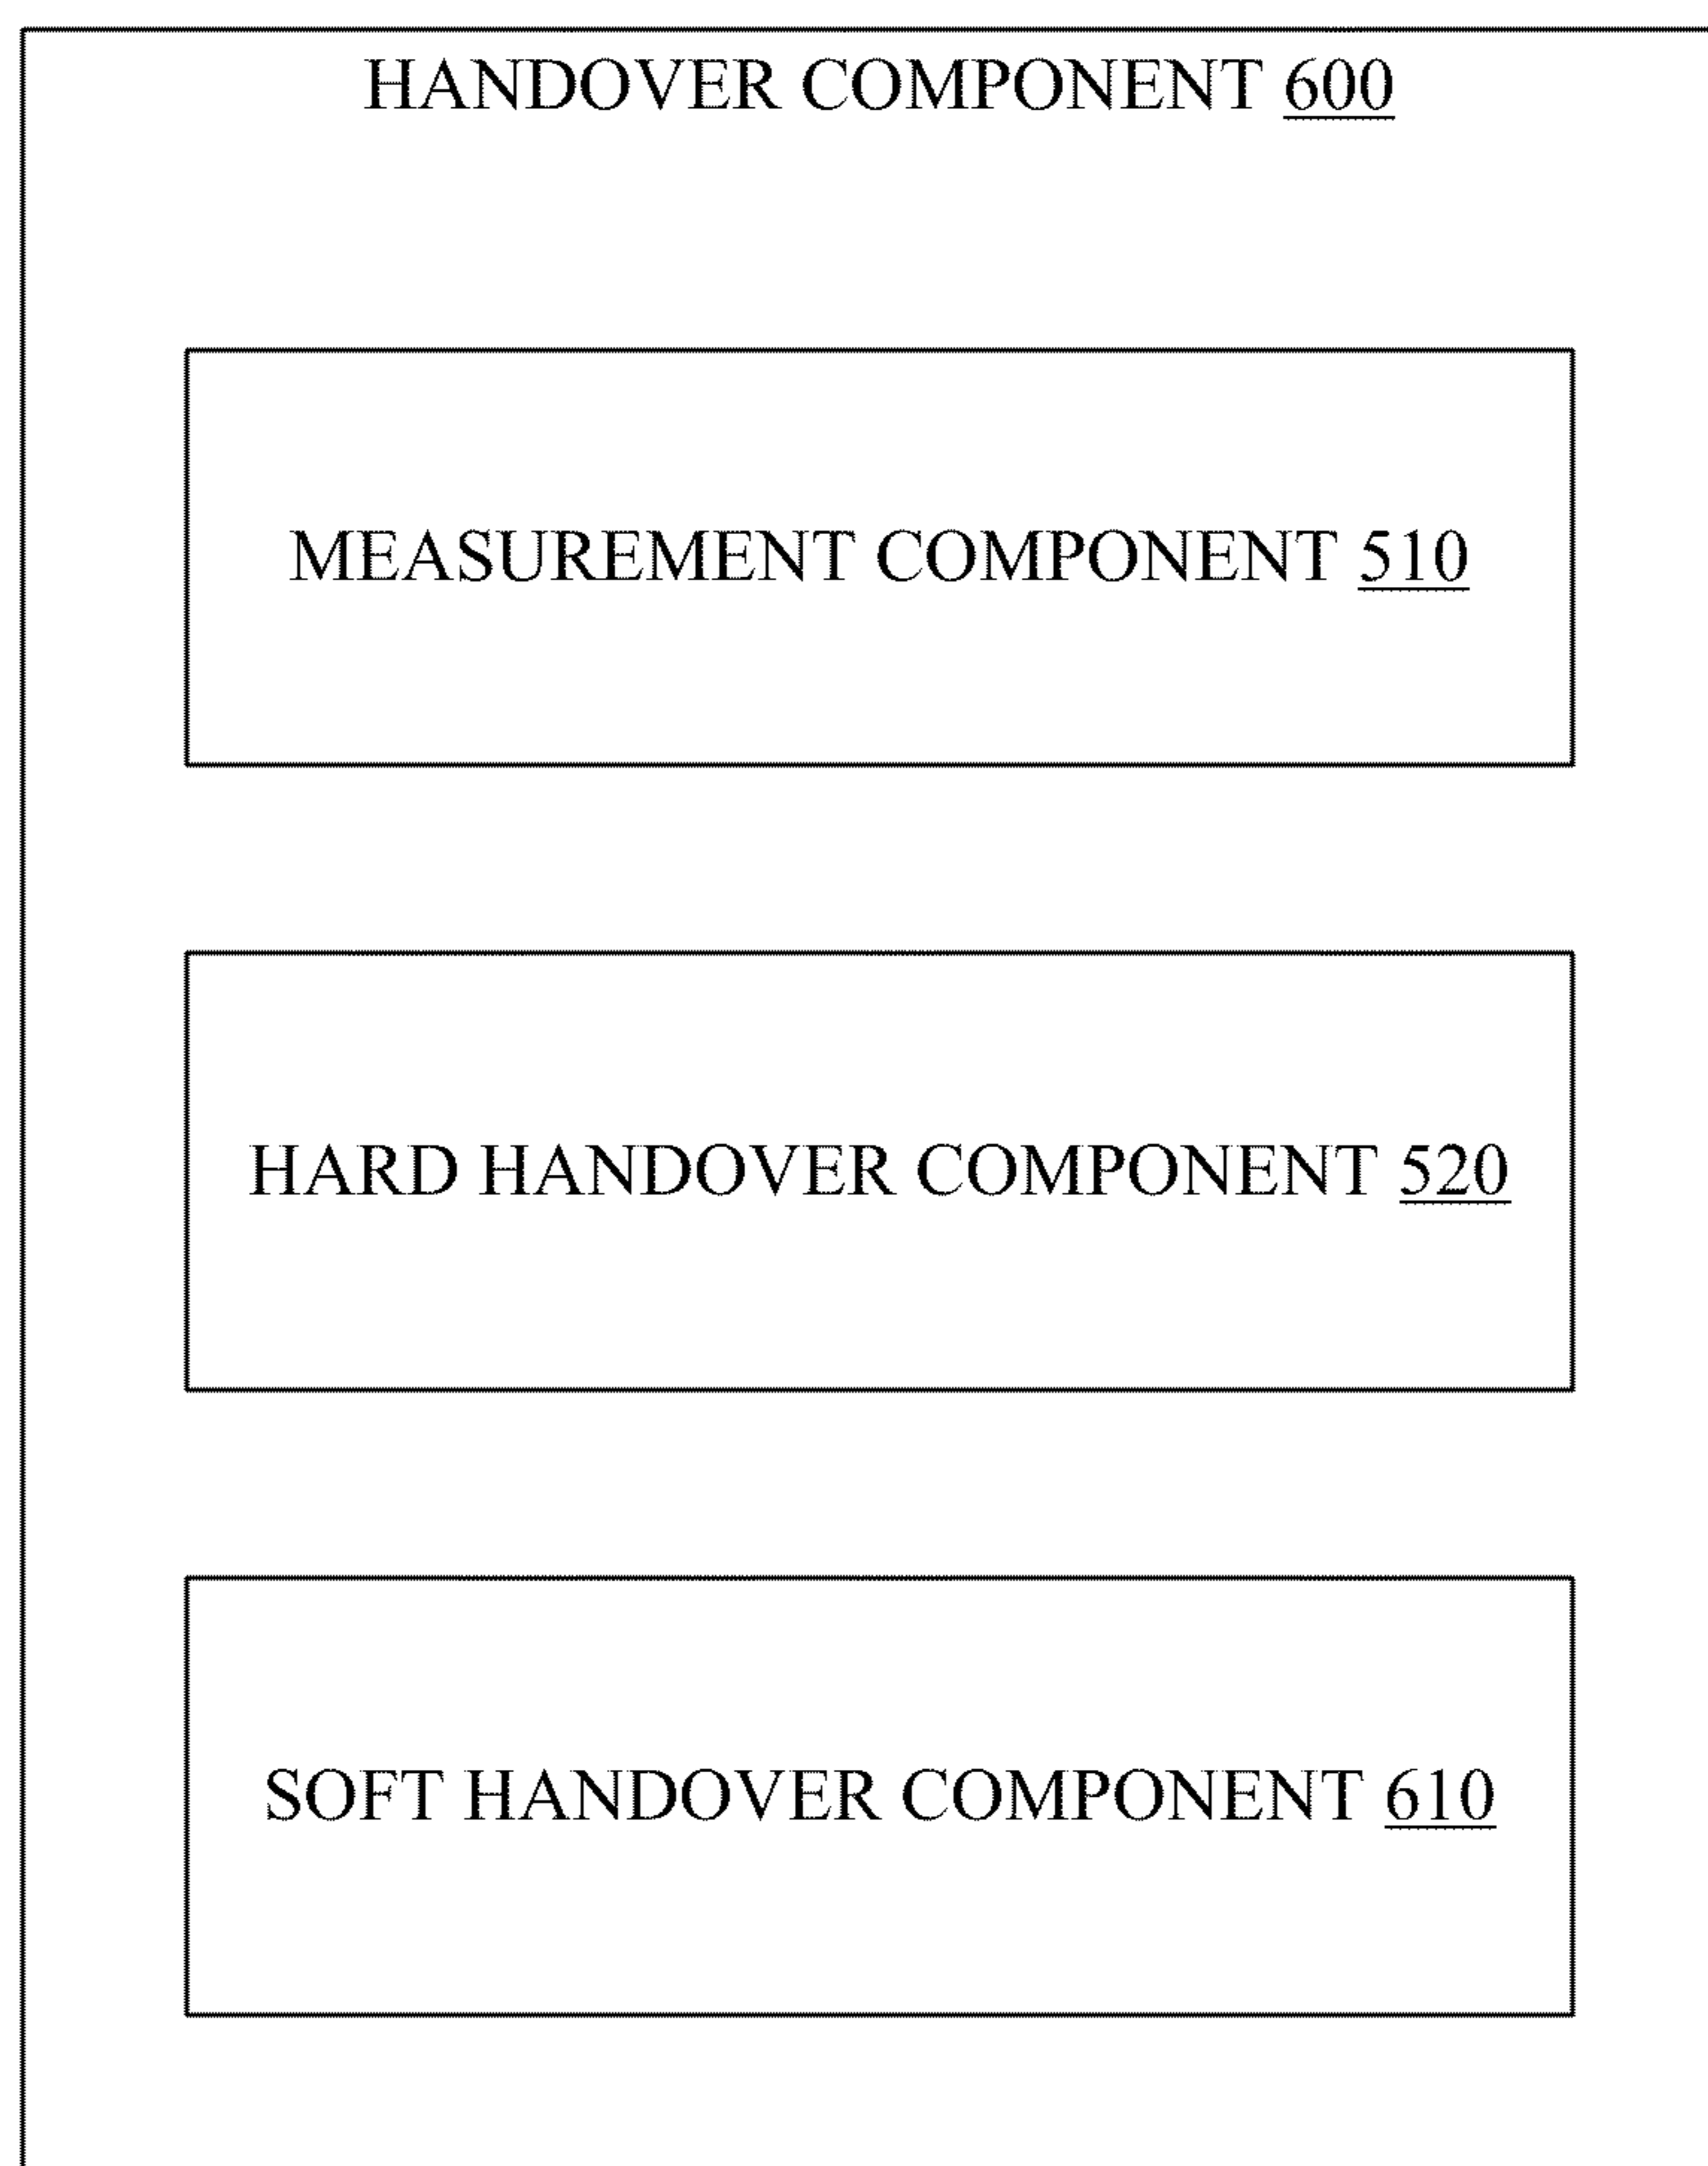 HANDOVER COMPONENT 600
MEASUREMENT COMPONENT 510
HARD HANDOVER COMPONENT 520
SOFT HANDOVER COMPONENT 610